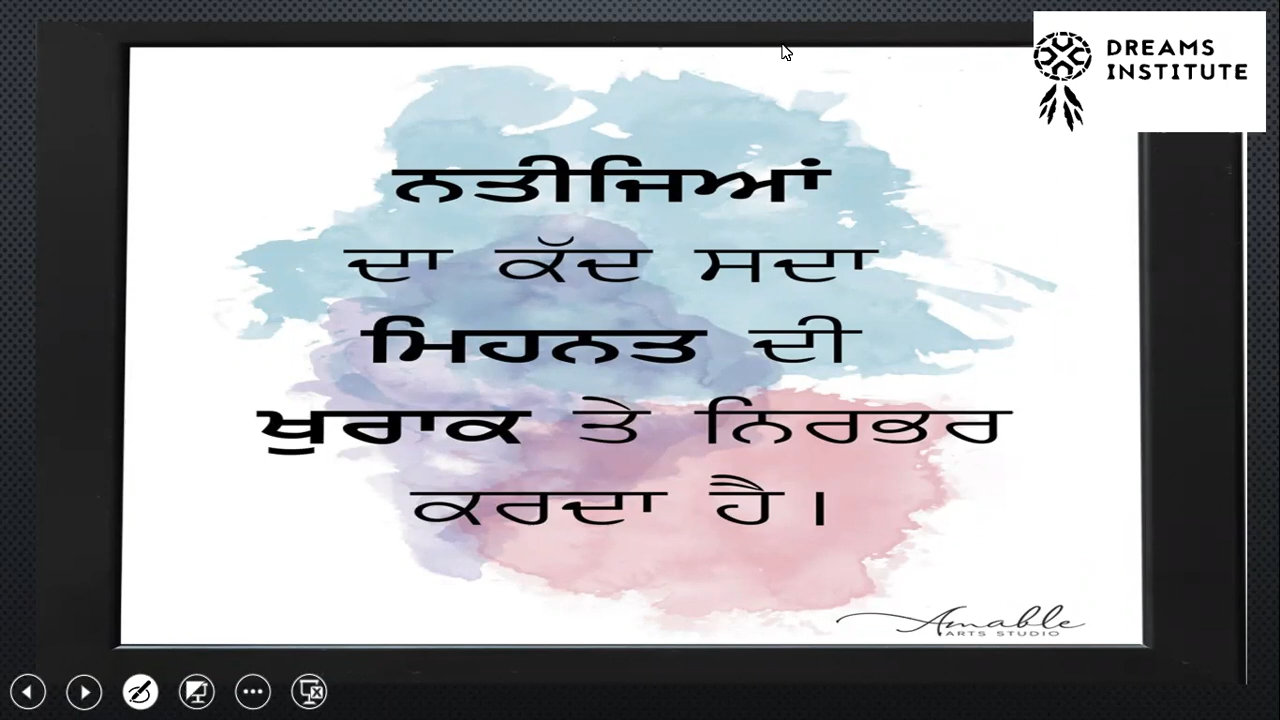 DREAMS
INSTITUTE
ਨਤੀਜਿਆਂ
ਦਾ ਕੱਦ ਸਦਾ
ਮਿਹਨਤ ਦੀ
ਖੁਰਾਕ ਤੇ ਨਿਰਭਰ
ਕਰਦਾ ਹੈ।
Amable
ARTS STUDIO